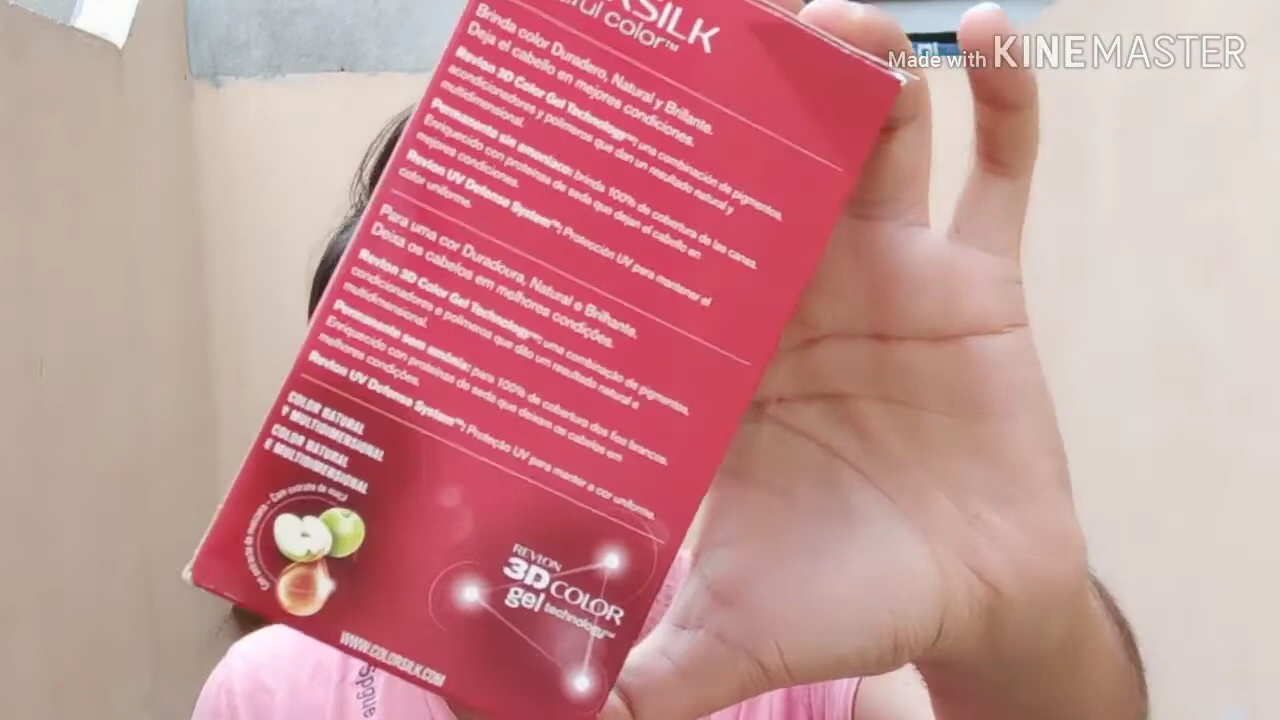 SILK
color™
Made with KINEMASTER
Brinda color Duradero, Natural y Brillante.
Deja el cabello en mejores condiciones.
Revlon 3D Color Gel Technology™: una combinación de pigmentos,
acondicionadores y polímeros que dan un resultado natural y
multidimensional.
Permanente sin amoníaco: brinda 100% de cobertura de las canas.
Enriquecido con proteínas de seda que dejan el cabello en
mejores condiciones.
Revlon UV Defense System™: Protección UV para mantener el
color uniforme.
Para uma cor Duradoura, Natural e Brilhante.
Deixa os cabelos em melhores condições.
Revlon 3D Color Gel Technology™: uma combinação de pigmentos,
condicionadores e polímeros que dão um resultado natural e
multidimensional.
Permanente sem amônia: para 100% de cobertura dos fios brancos.
Enriquecido com proteínas de seda que deixam os cabelos em
melhores condições.
Revlon UV Defense System™: Proteção UV para manter a cor uniforme.
COLOR NATURAL
Y MULTIDIMENSIONAL
COLOR NATURAL
E MULTIDIMENSIONAL
Com extrato de maçã
REVLON
3D COLOR
gel technology™
WWW.COLORSILK.COM